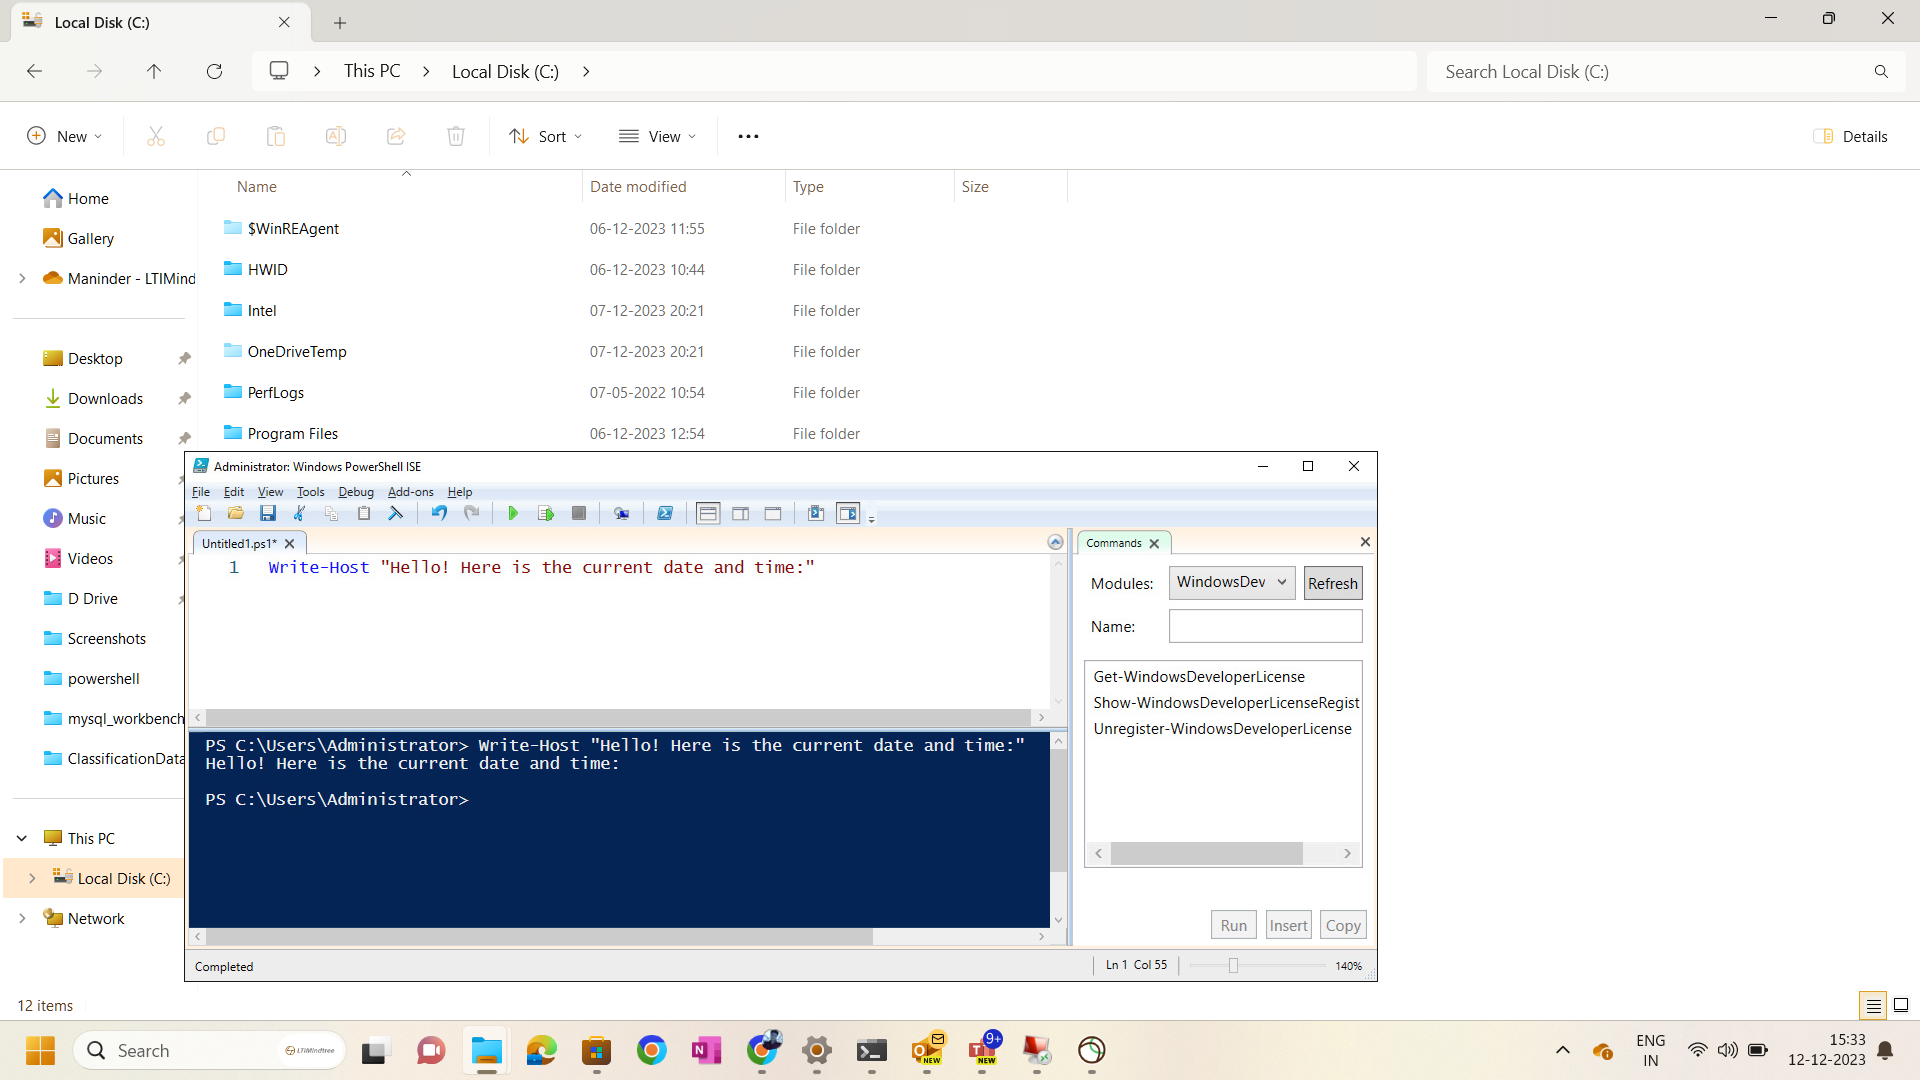 Local Disk (C:)
This PC
Local Disk (C:)
Search Local Disk (C:)
New
Sort
View
Details
Name
Date modified
Type
Size
Home
Gallery
Maninder - LTIMind
Desktop
Downloads
Documents
Pictures
Music
Videos
D Drive
Screenshots
powershell
mysql_workbench
ClassificationData
This PC
Local Disk (C:)
Network
$WinREAgent 06-12-2023 11:55 File folder
HWID 06-12-2023 10:44 File folder
Intel 07-12-2023 20:21 File folder
OneDriveTemp 07-12-2023 20:21 File folder
PerfLogs 07-05-2022 10:54 File folder
Program Files 06-12-2023 12:54 File folder
Administrator: Windows PowerShell ISE
File Edit View Tools Debug Add-ons Help
Untitled1.ps1*
1 Write-Host "Hello! Here is the current date and time:"
PS C:\Users\Administrator> Write-Host "Hello! Here is the current date and time:"
Hello! Here is the current date and time:
PS C:\Users\Administrator>
Commands
Modules: WindowsDev Refresh
Name:
Get-WindowsDeveloperLicense
Show-WindowsDeveloperLicenseRegist
Unregister-WindowsDeveloperLicense
Run Insert Copy
Completed
Ln 1 Col 55
140%
12 items
Search
LTIMindtree
NEW
9+
NEW
ENG
IN
15:33
12-12-2023